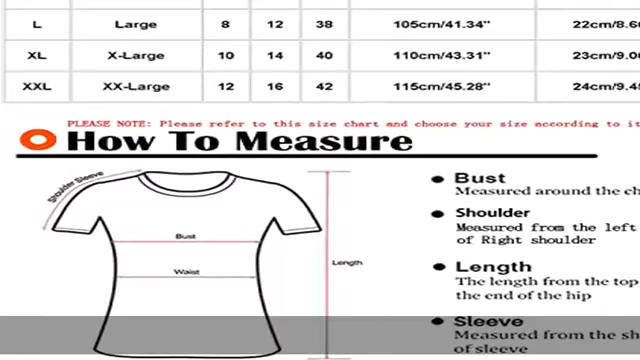 L Large 8 12 38 105cm/41.34'' 22cm/8.6
XL X-Large 10 14 40 110cm/43.31'' 23cm/9.0
XXL XX-Large 12 16 42 115cm/45.28'' 24cm/9.4
PLEASE NOTE: Please refer to this size chart and choose your size according to it
How To Measure
Shoulder Sleeve
Bust
Waist
Length
Bust
Measured around the
Shoulder
Measured from the left
of Right shoulder
Length
The length from the top
the end of the hip
Sleeve
Measured from the
of sleeve